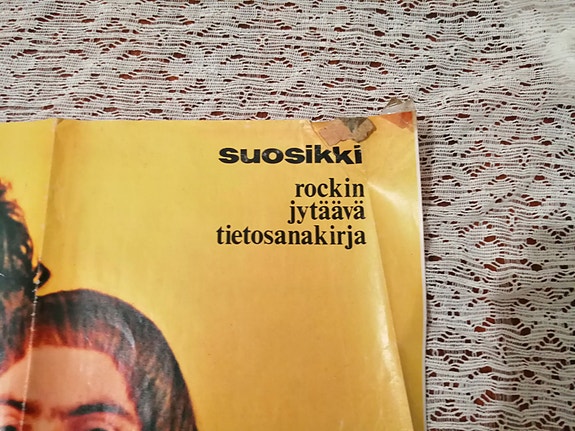 suosikki
rockin
jytäävä
tietosanakirja